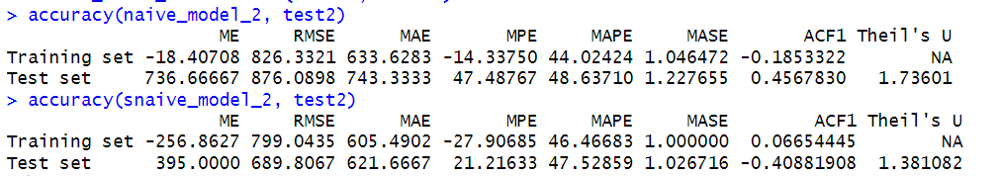 > accuracy(naive_model_2, test2)
ME RMSE MAE MPE MAPE MASE ACF1 Theil's U
Training set -18.40708 826.3321 633.6283 -14.33750 44.02424 1.046472 -0.1853322 NA
Test set 736.66667 876.0898 743.3333 47.48767 48.63710 1.227655 0.4567830 1.73601
> accuracy(snaive_model_2, test2)
ME RMSE MAE MPE MAPE MASE ACF1 Theil's U
Training set -256.8627 799.0435 605.4902 -27.90685 46.46683 1.000000 0.06654445 NA
Test set 395.0000 689.8067 621.6667 21.21633 47.52859 1.026716 -0.40881908 1.381082